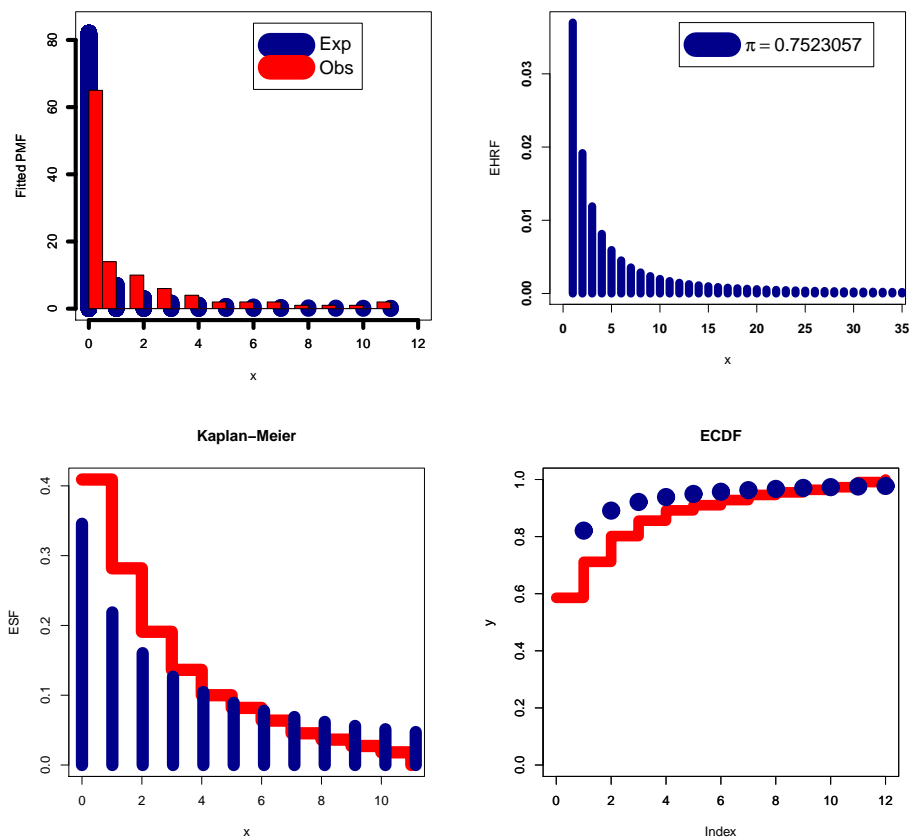 Exp
Obs
Fitted PMF
0 20 40 60 80
0 2 4 6 8 10 12
x
π = 0.7523057
EHRF
0.00 0.01 0.02 0.03
0 5 10 15 20 25 30 35
x
Kaplan−Meier
ESF
0.0 0.1 0.2 0.3 0.4
0 2 4 6 8 10
x
ECDF
y
0.0 0.2 0.4 0.6 0.8 1.0
0 2 4 6 8 10 12
Index